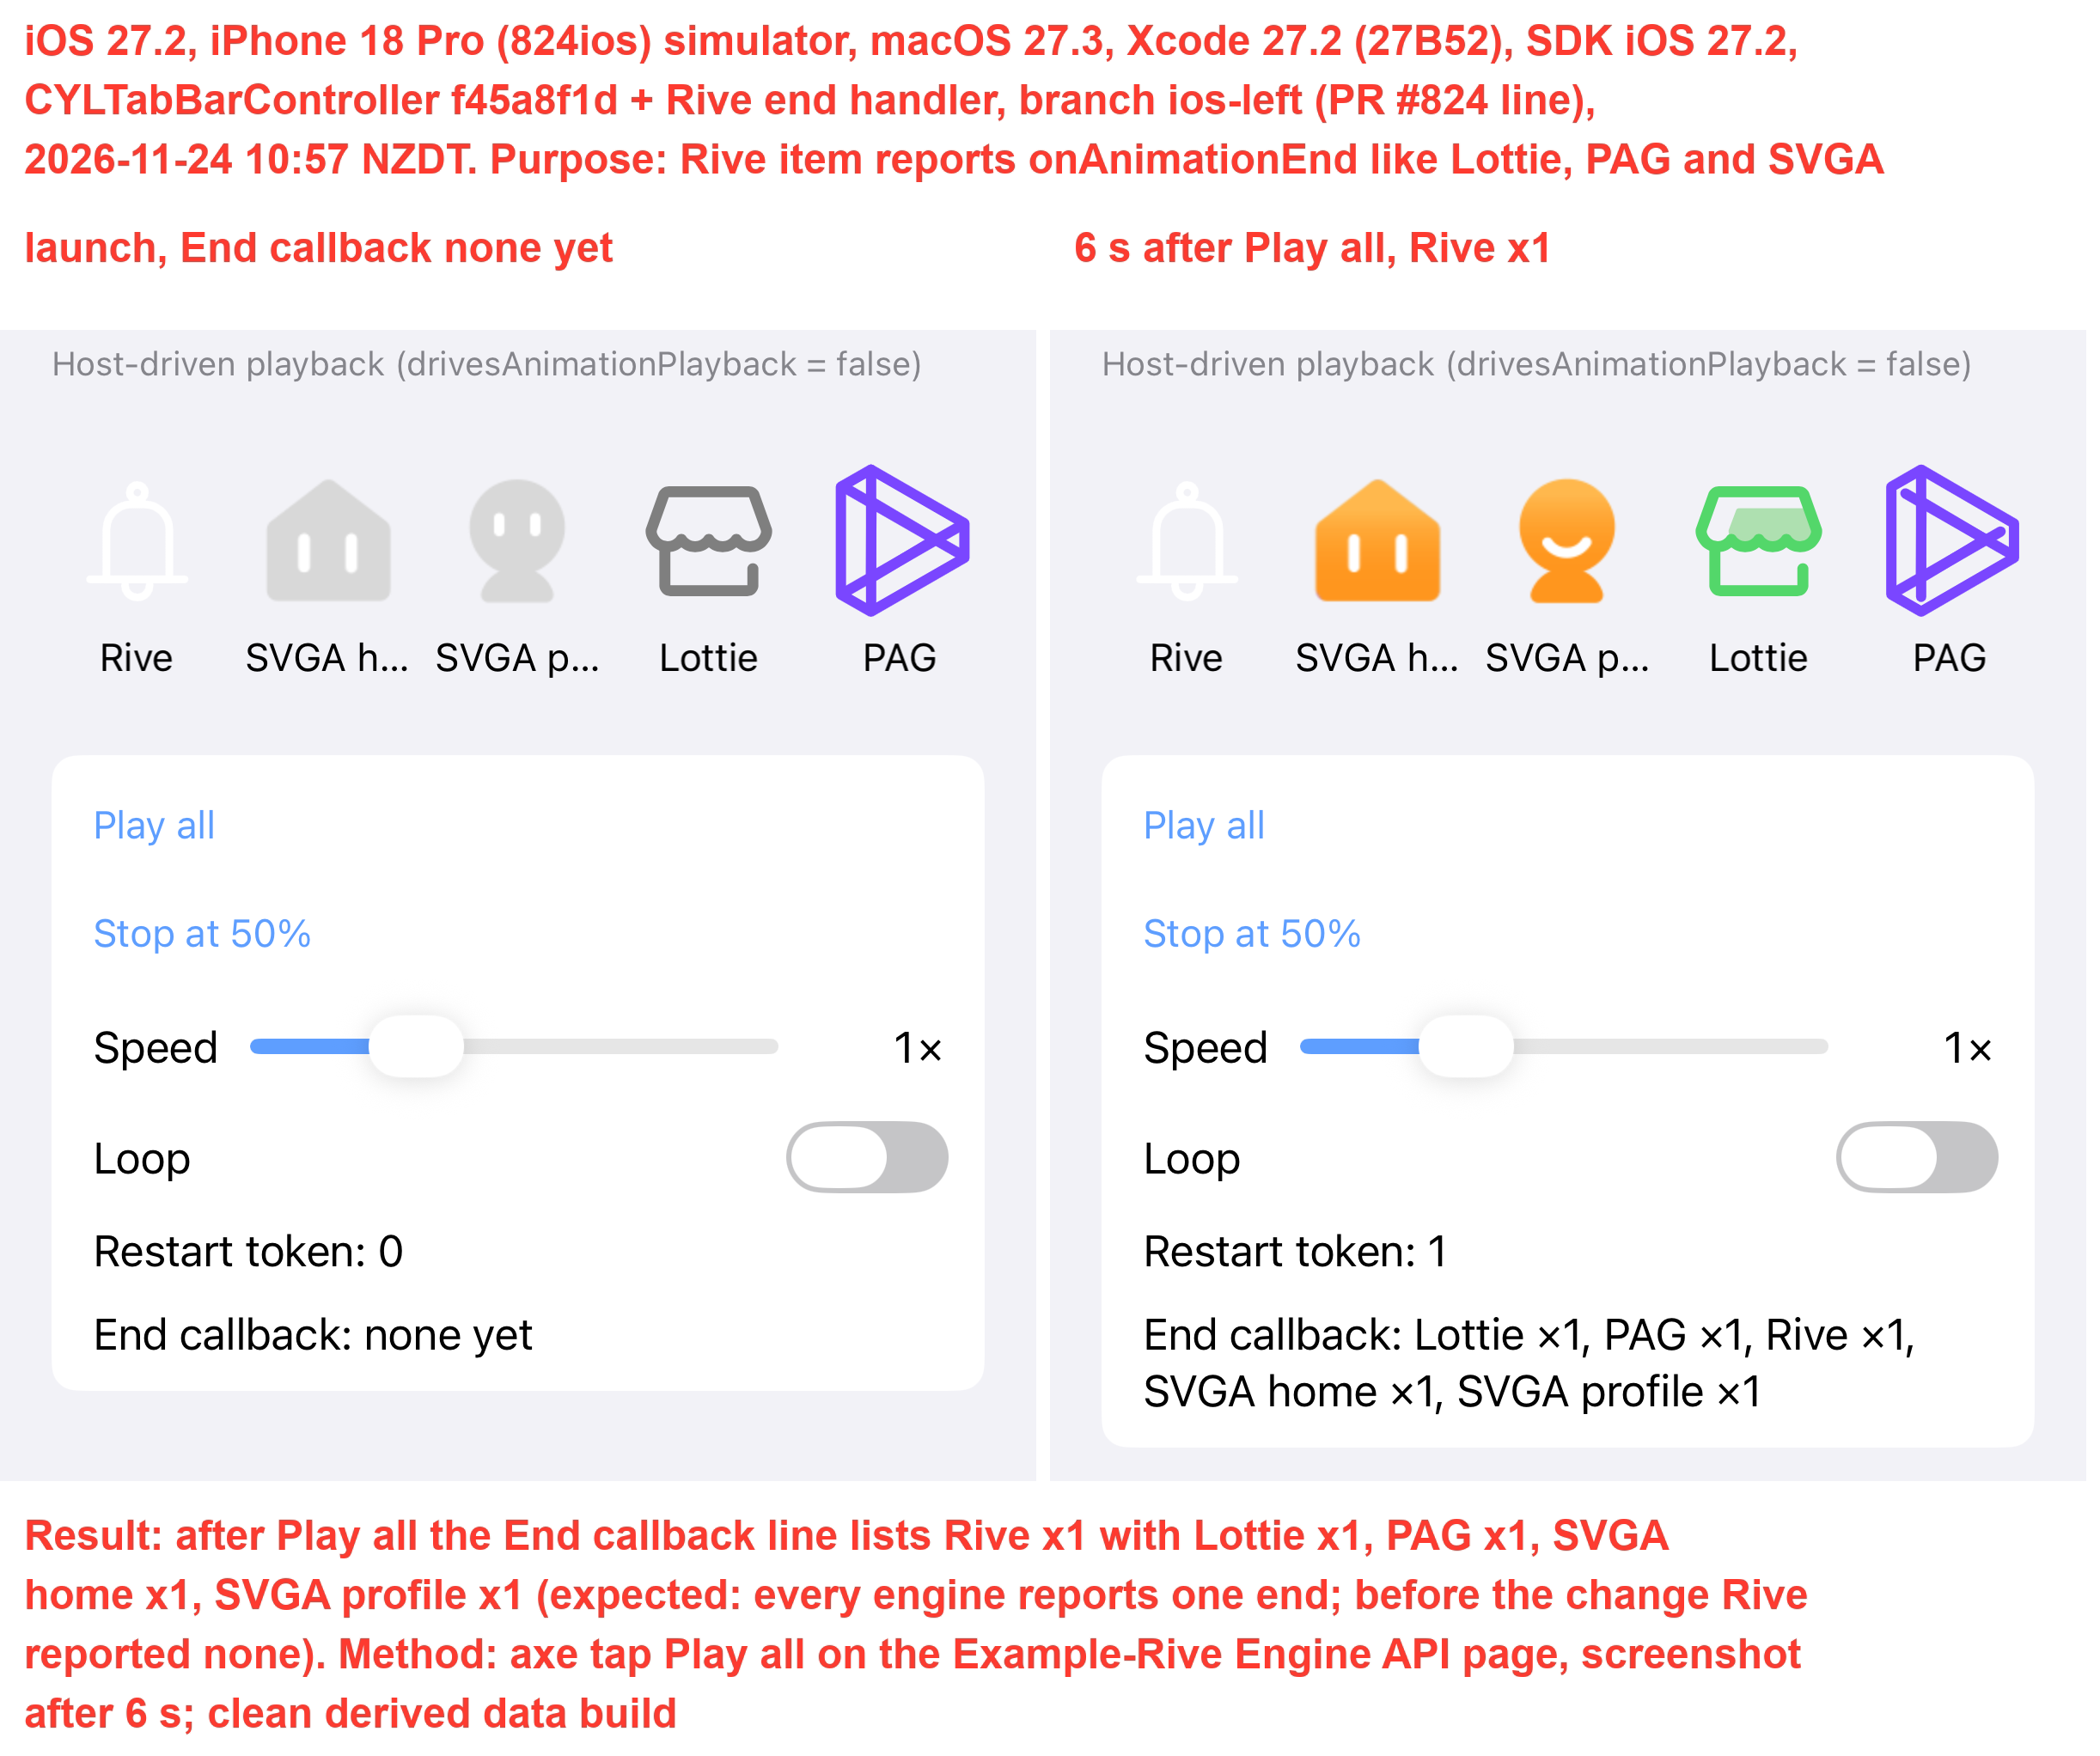 iOS 27.2, iPhone 18 Pro (824ios) simulator, macOS 27.3, Xcode 27.2 (27B52), SDK iOS 27.2,
CYLTabBarController f45a8f1d + Rive end handler, branch ios-left (PR #824 line),
2026-11-24 10:57 NZDT. Purpose: Rive item reports onAnimationEnd like Lottie, PAG and SVGA
launch, End callback none yet
6 s after Play all, Rive x1
Host-driven playback (drivesAnimationPlayback = false)
Rive
SVGA h...
SVGA p...
Lottie
PAG
Play all
Stop at 50%
Speed
1×
Loop
Restart token: 0
End callback: none yet
Host-driven playback (drivesAnimationPlayback = false)
Rive
SVGA h...
SVGA p...
Lottie
PAG
Play all
Stop at 50%
Speed
1×
Loop
Restart token: 1
End callback: Lottie ×1, PAG ×1, Rive ×1,
SVGA home ×1, SVGA profile ×1
Result: after Play all the End callback line lists Rive x1 with Lottie x1, PAG x1, SVGA
home x1, SVGA profile x1 (expected: every engine reports one end; before the change Rive
reported none). Method: axe tap Play all on the Example-Rive Engine API page, screenshot
after 6 s; clean derived data build